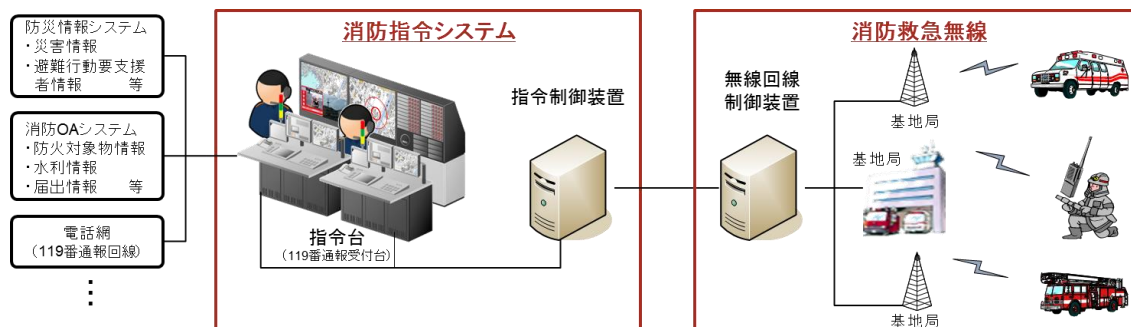 防災情報システム
・災害情報
・避難行動要支援
者情報 等
消防OAシステム
・防火対象物情報
・水利情報
・届出情報 等
電話網
(119番通報回線)
消防指令システム
指令制御装置
指令台
(119番通報受付台)
消防救急無線
無線回線
制御装置
基地局
基地局
基地局